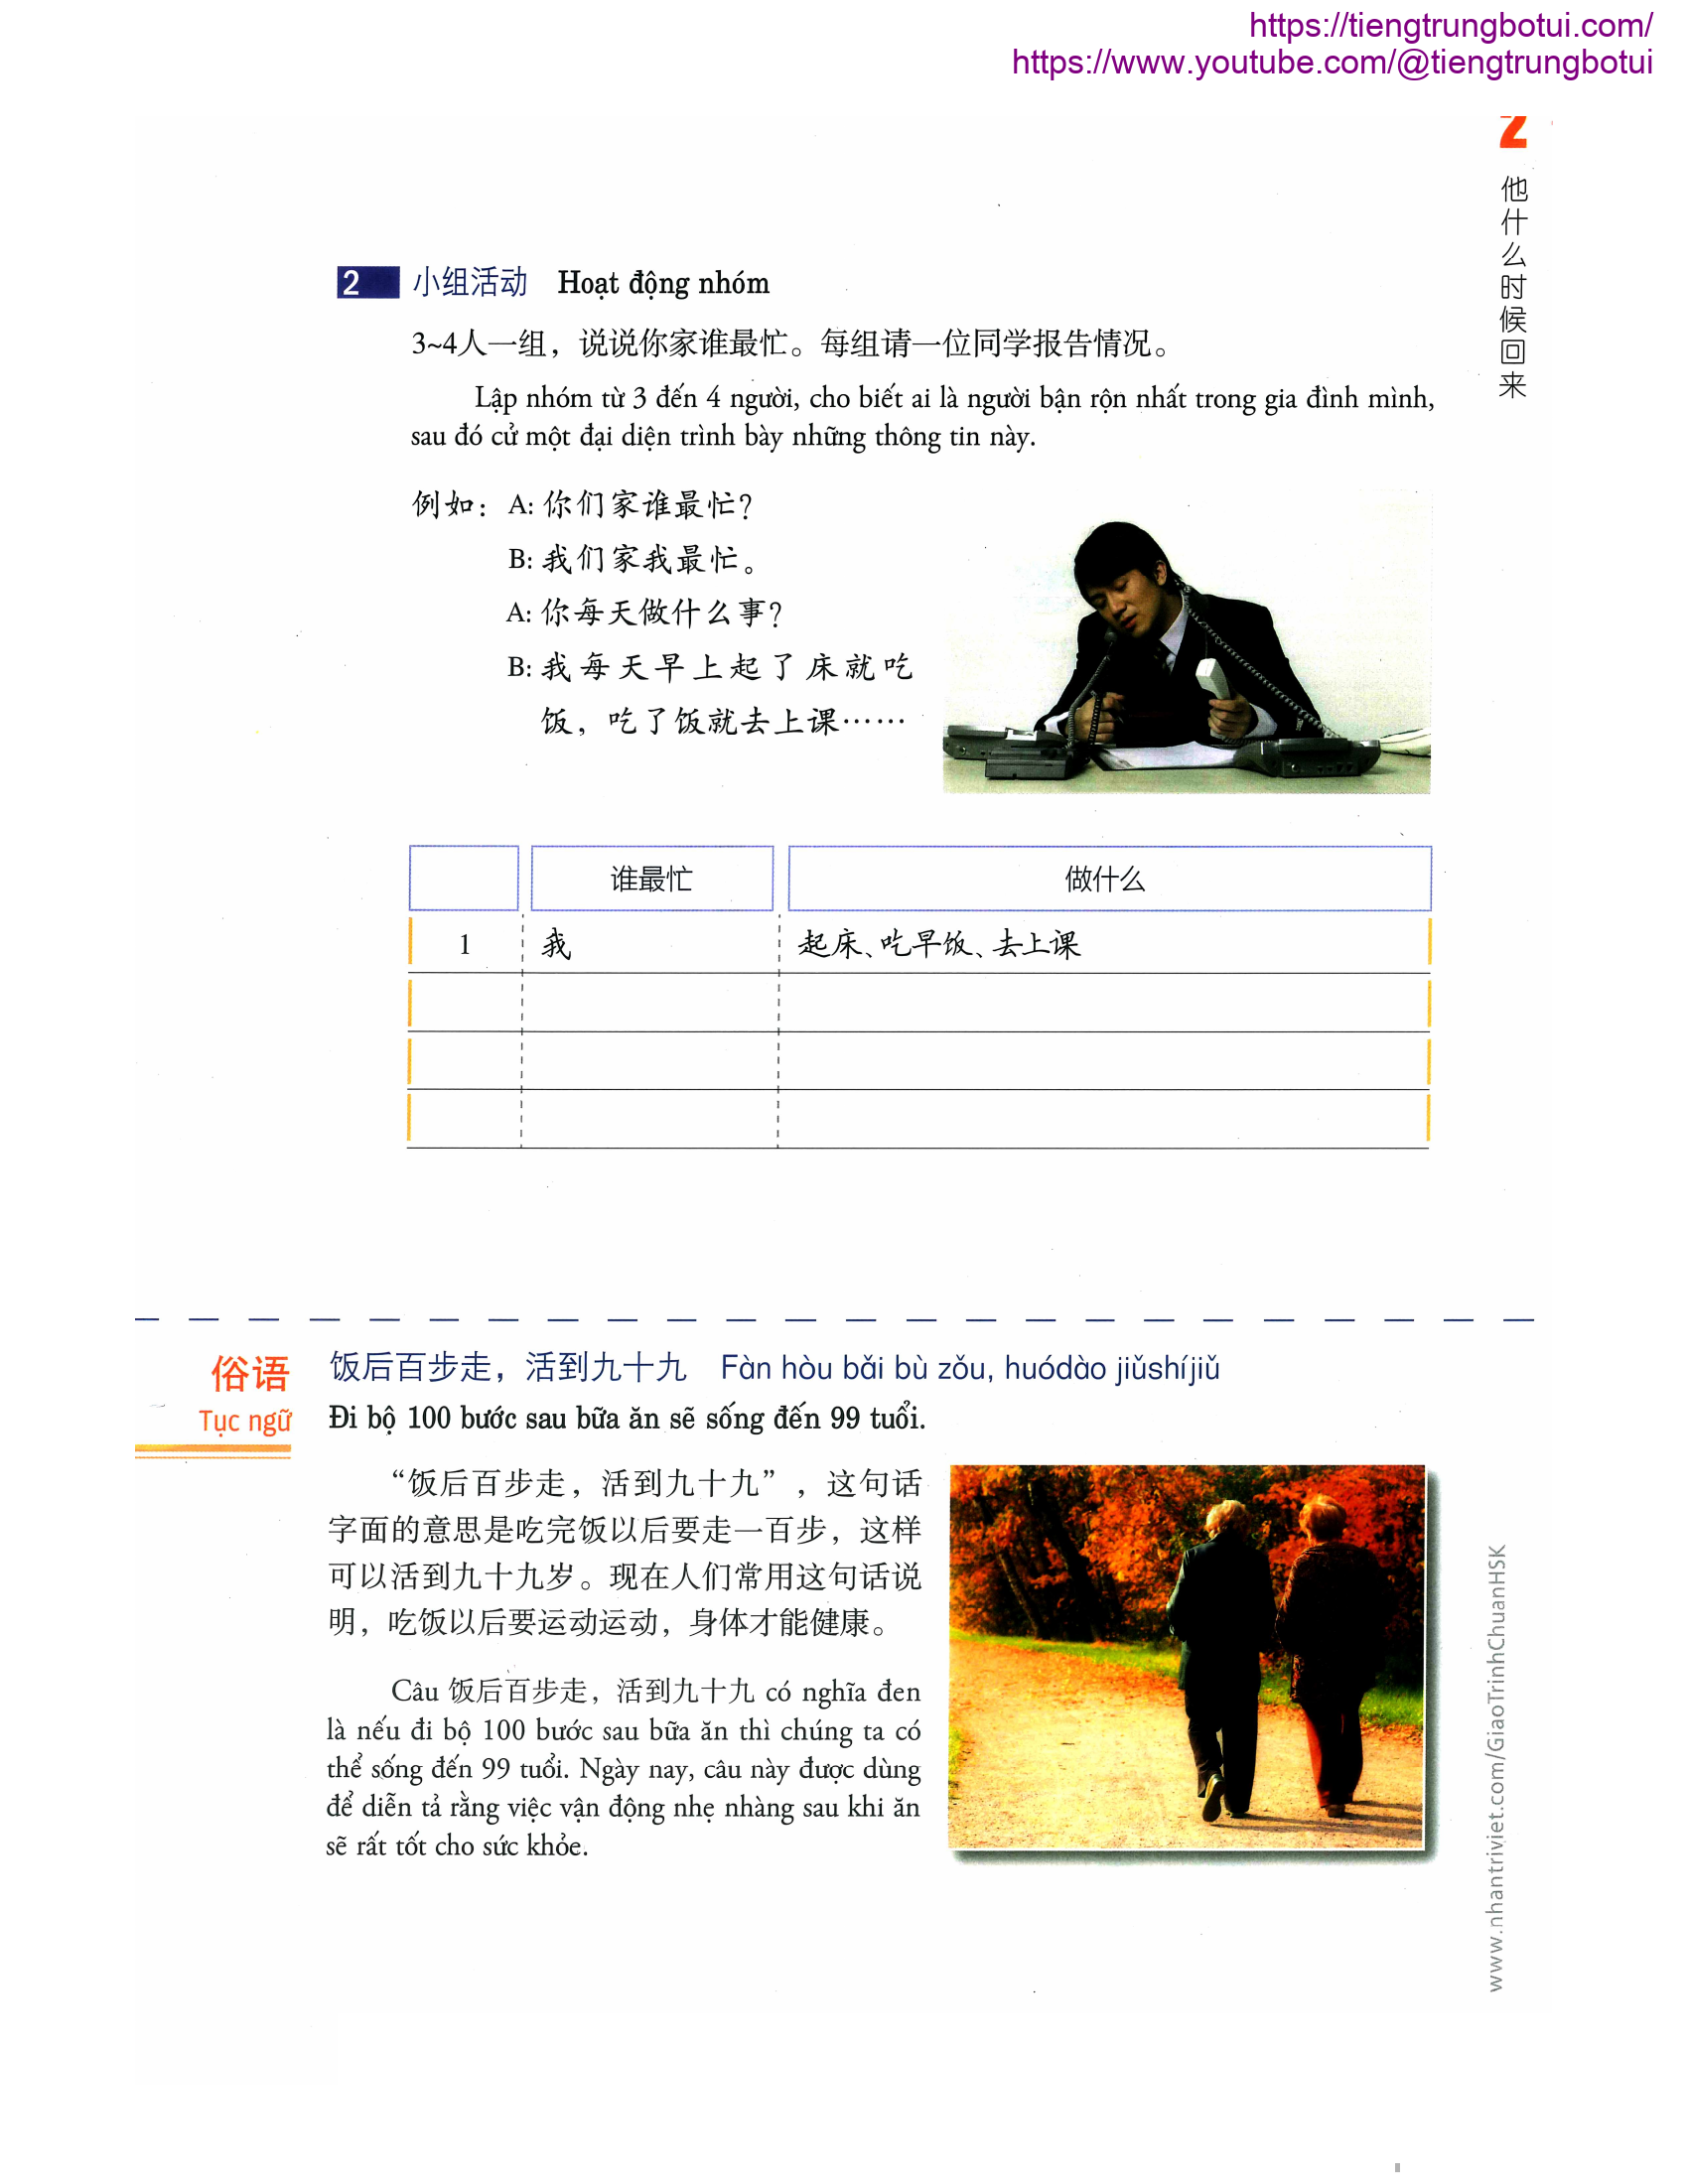 https://tiengtrungbotui.com/
https://www.youtube.com/@tiengtrungbotui
2
他什么时候回来
2 小组活动 Hoạt động nhóm
3~4人一组，说说你家谁最忙。每组请一位同学报告情况。
Lập nhóm từ 3 đến 4 người, cho biết ai là người bận rộn nhất trong gia đình mình,
sau đó cử một đại diện trình bày những thông tin này.
例如：A: 你们家谁最忙？
B: 我们家我最忙。
A: 你每天做什么事？
B: 我每天早上起了床就吃
饭，吃了饭就去上课……
谁最忙 做什么
1 我 起床、吃早饭、去上课
俗语
Tục ngữ
饭后百步走，活到九十九 Fàn hòu bǎi bù zǒu, huódào jiǔshíjiǔ
Đi bộ 100 bước sau bữa ăn sẽ sống đến 99 tuổi.
“饭后百步走，活到九十九”，这句话
字面的意思是吃完饭以后要走一百步，这样
可以活到九十九岁。现在人们常用这句话说
明，吃饭以后要运动运动，身体才能健康。
Câu 饭后百步走，活到九十九 có nghĩa đen
là nếu đi bộ 100 bước sau bữa ăn thì chúng ta có
thể sống đến 99 tuổi. Ngày nay, câu này được dùng
để diễn tả rằng việc vận động nhẹ nhàng sau khi ăn
sẽ rất tốt cho sức khỏe.
www.nhantriviet.com/GiaoTrinhChuanHSK